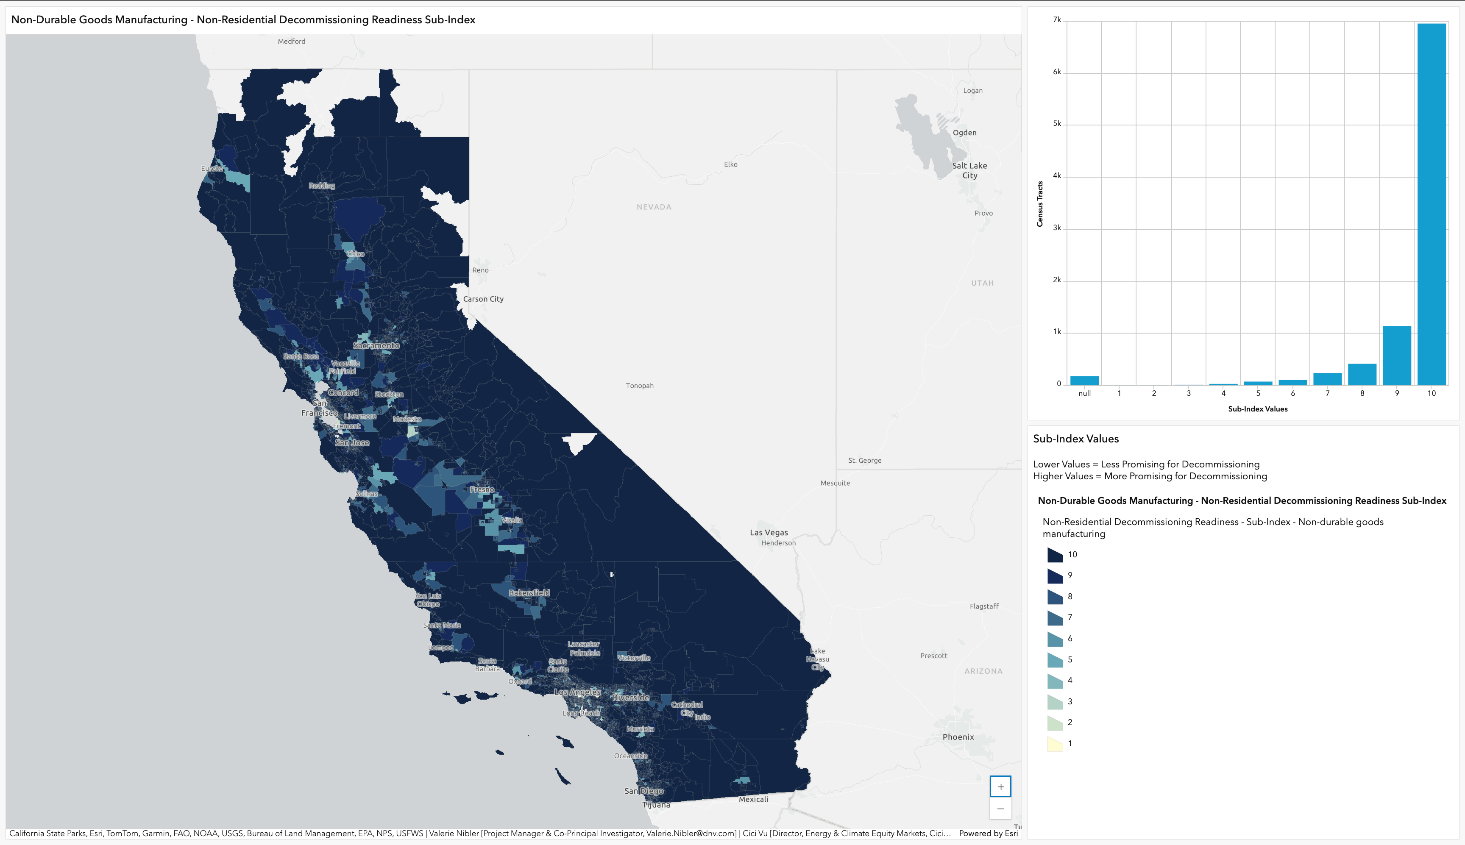 Non-Durable Goods Manufacturing - Non-Residential Decommissioning Readiness Sub-Index
Medford
Logan
Ogden
Salt Lake
City
Elko
Provo
NEVADA
Eureka
Redding
Chico
Reno
Carson City
UTAH
Sacramento
Santa Rosa
Vacaville
Fairfield
Concord
Stockton
San
Francisco
Livermore
Modesto
Fremont
San Jose
Tonopah
St. George
Mesquite
Salinas
Fresno
Visalia
Las Vegas
Henderson
San Luis
Obispo
Bakersfield
Flagstaff
Santa Maria
Lompoc
Santa
Barbara
Santa
Clarita
Lancaster
Palmdale
Victorville
Lake
Havasu
City
Prescott
ARIZONA
Oxnard
Los Angeles
Riverside
Long Beach
Cathedral
City
Indio
Murrieta
Phoenix
Oceanside
San Diego
Tijuana
Mexicali
+
−
Tu
California State Parks, Esri, TomTom, Garmin, FAO, NOAA, USGS, Bureau of Land Management, EPA, NPS, USFWS | Valerie Nibler [Project Manager & Co-Principal Investigator, Valerie.Nibler@dnv.com] | Cici Vu [Director, Energy & Climate Equity Markets, Cici... Powered by Esri
7k
6k
5k
4k
3k
2k
1k
0
Census Tracts
null 1 2 3 4 5 6 7 8 9 10
Sub-Index Values
Sub-Index Values
Lower Values = Less Promising for Decommissioning
Higher Values = More Promising for Decommissioning
Non-Durable Goods Manufacturing - Non-Residential Decommissioning Readiness Sub-Index
Non-Residential Decommissioning Readiness - Sub-Index - Non-durable goods
manufacturing
10
9
8
7
6
5
4
3
2
1